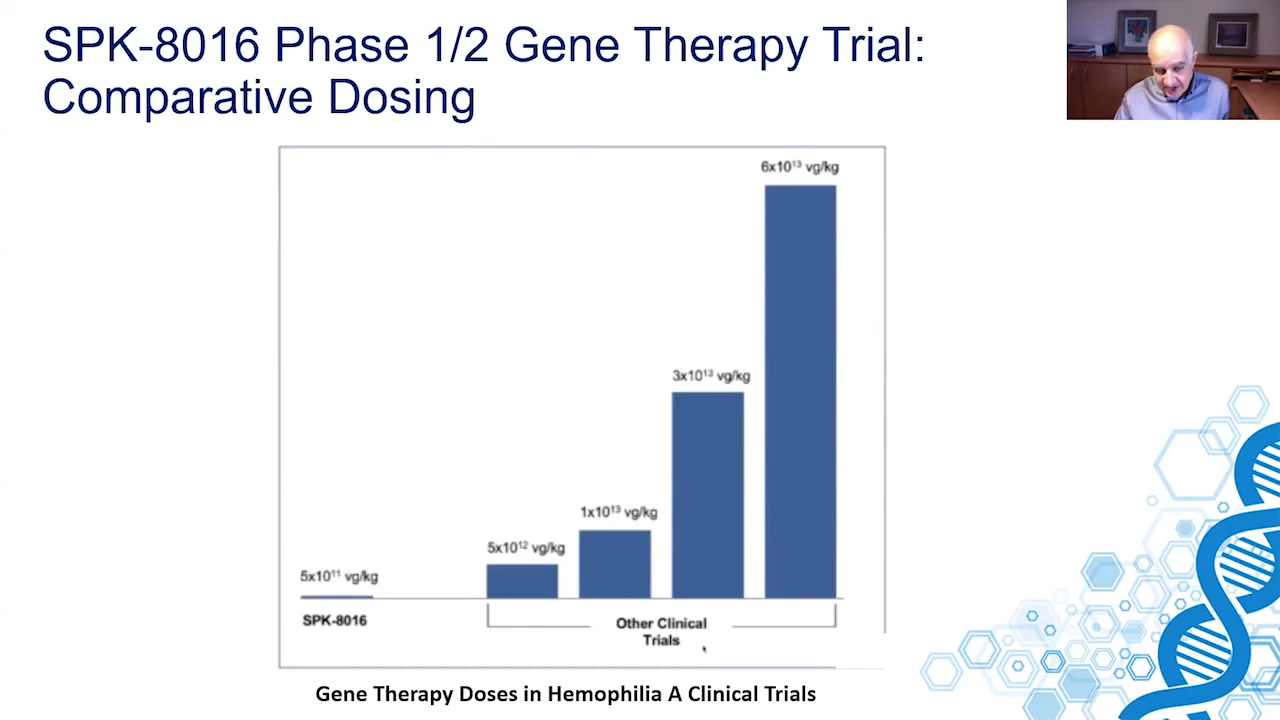 SPK-8016 Phase 1/2 Gene Therapy Trial:
Comparative Dosing
6x10¹³ vg/kg
3x10¹³ vg/kg
1x10¹³ vg/kg
5x10¹² vg/kg
5x10¹¹ vg/kg
SPK-8016
Other Clinical
Trials
Gene Therapy Doses in Hemophilia A Clinical Trials